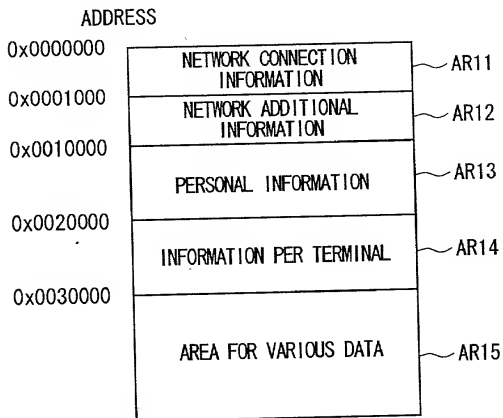 ADDRESS
0x0000000
NETWORK CONNECTION
INFORMATION
AR11
0x0001000
NETWORK ADDITIONAL
INFORMATION
AR12
0x0010000
PERSONAL INFORMATION
AR13
0x0020000
INFORMATION PER TERMINAL
AR14
0x0030000
AREA FOR VARIOUS DATA
AR15